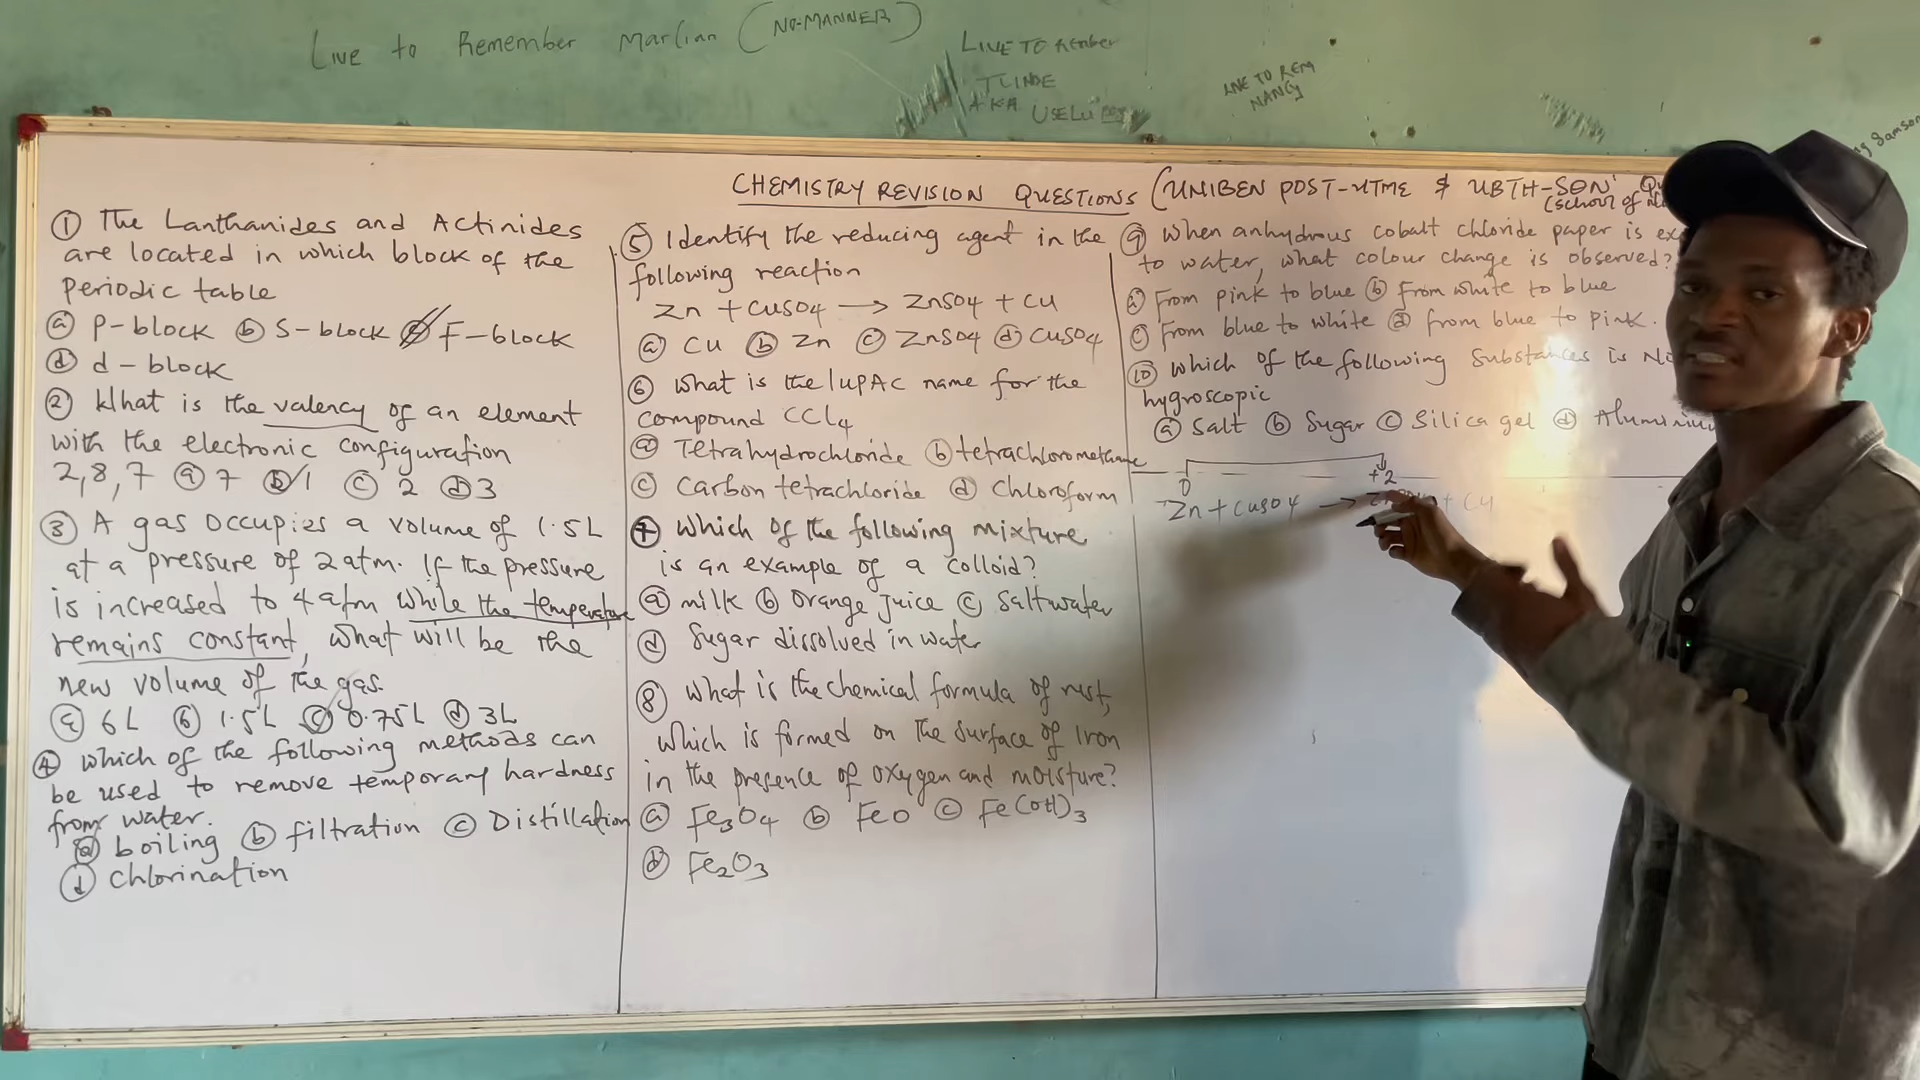 Live to Remember Marlian (NO-MANNER)
LIVE TO
TLINDE
AKA USELU
LIVE TO REM
NANCY
Samson
CHEMISTRY REVISION QUESTIONS (UNIBEN POST-UTME & UBTH-SON
(School of
① The Lanthanides and Actinides
are located in which block of the
periodic table
ⓐ P-block ⓑ S-block ⓒ F-block
ⓓ d-block
② What is the valency of an element
with the electronic configuration
2,8,7 ⓐ 7 ⓑ 1 ⓒ 2 ⓓ 3
③ A gas occupies a volume of 1.5L
at a pressure of 2atm. If the pressure
is increased to 4atm while the temperature
remains constant, what will be the
new volume of the gas.
ⓐ 6L ⓑ 1.5L ⓒ 0.75L ⓓ 3L
④ which of the following methods can
be used to remove temporary hardness
from water.
ⓐ boiling ⓑ filtration ⓒ Distillation
ⓓ Chlorination
⑤ Identify the reducing agent in the
following reaction
Zn + CuSO4 → ZnSO4 + Cu
ⓐ Cu ⓑ Zn ⓒ ZnSO4 ⓓ CuSO4
⑥ What is the IUPAC name for the
compound CCl4
ⓐ Tetrahydrochloride ⓑ tetrachloromethane
ⓒ Carbon tetrachloride ⓓ Chloroform
⑦ Which of the following mixture
is an example of a colloid?
ⓐ milk ⓑ Orange juice ⓒ Saltwater
ⓓ Sugar dissolved in water
⑧ What is the chemical formula of rust,
which is formed on the surface of Iron
in the presence of oxygen and moisture?
ⓐ Fe3O4 ⓑ FeO ⓒ Fe(OH)3
ⓓ Fe2O3
⑨ When anhydrous cobalt chloride paper is
to water, what colour change is observed?
ⓐ From pink to blue ⓑ From white to blue
ⓒ From blue to white ⓓ from blue to pink.
⑩ Which of the following Substances is
hygroscopic
ⓐ Salt ⓑ Sugar ⓒ Silica gel ⓓ
0 +2
Zn + CuSO4 → + Cu